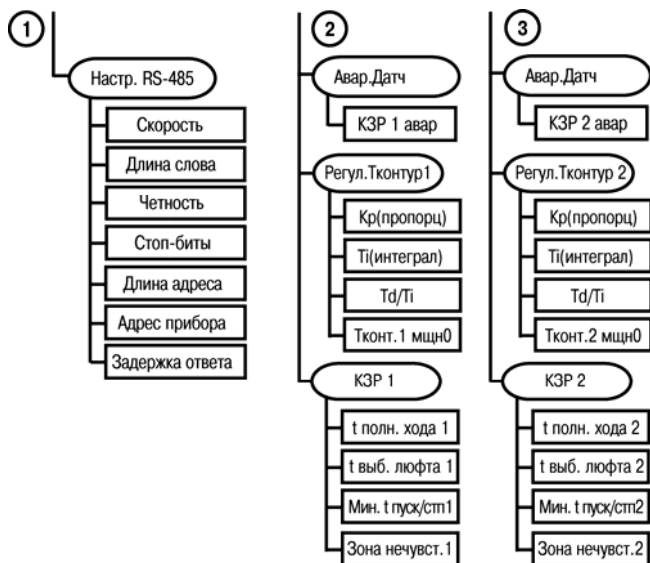 1
Настр. RS-485
Скорость
Длина слова
Четность
Стоп-биты
Длина адреса
Адрес прибора
Задержка ответа
2
Авар.Датч
КЗР 1 авар
Регул.Тконтур1
Кр(пропорц)
Ti(интеграл)
Td/Ti
Тконт.1 мщн0
КЗР 1
t полн. хода 1
t выб. люфта 1
Мин. t пуск/стп1
Зона нечувст.1
3
Авар.Датч
КЗР 2 авар
Регул.Тконтур 2
Кр(пропорц)
Ti(интеграл)
Td/Ti
Тконт.2 мщн0
КЗР 2
t полн. хода 2
t выб. люфта 2
Мин. t пуск/стп2
Зона нечувст.2